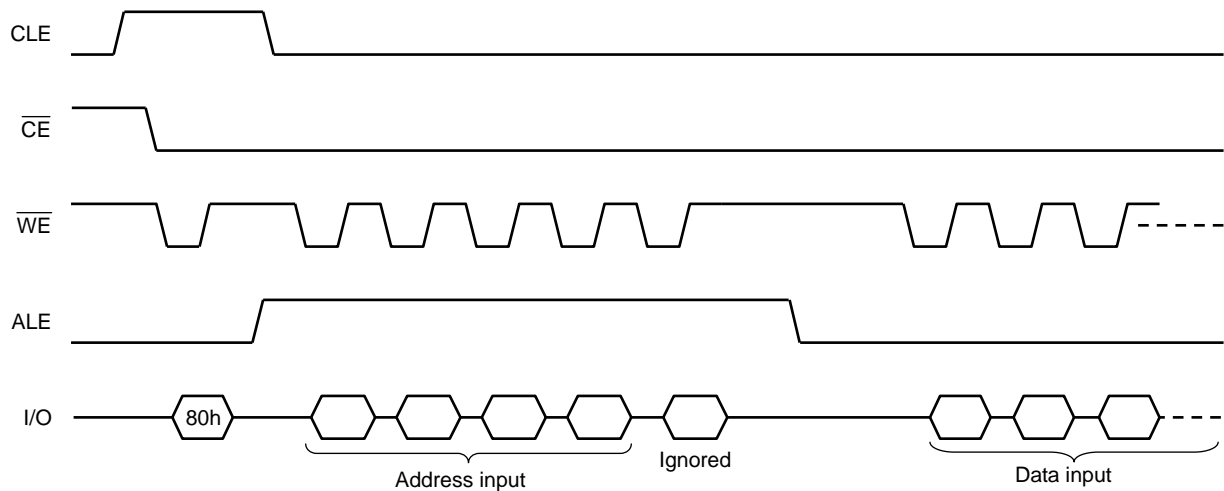 CLE
CE
WE
ALE
I/O
80h
Ignored
Address input
Data input